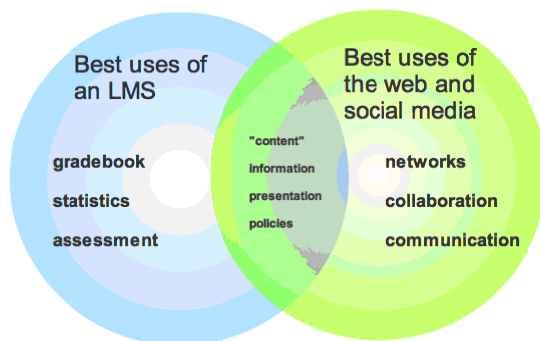 Best uses of
an LMS
gradebook
statistics
assessment
"content"
information
presentation
policies
Best uses of
the web and
social media
networks
collaboration
communication